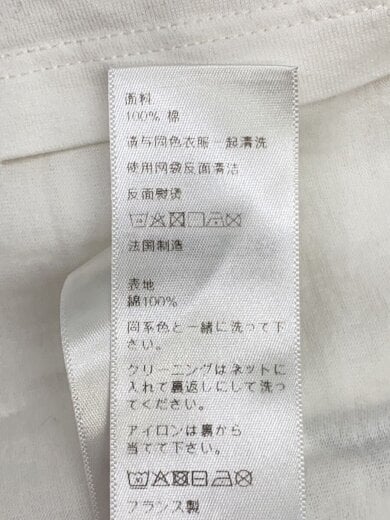 面料
100% 棉
请与同色衣服一起清洗
使用网袋反面清洁
反面熨烫
法国制造
表地
綿100%
同系色と一緒に洗って下
さい。
クリーニングはネットに
入れて裏返しにして洗っ
てください。
アイロンは裏から
当てて下さい。
フランス製